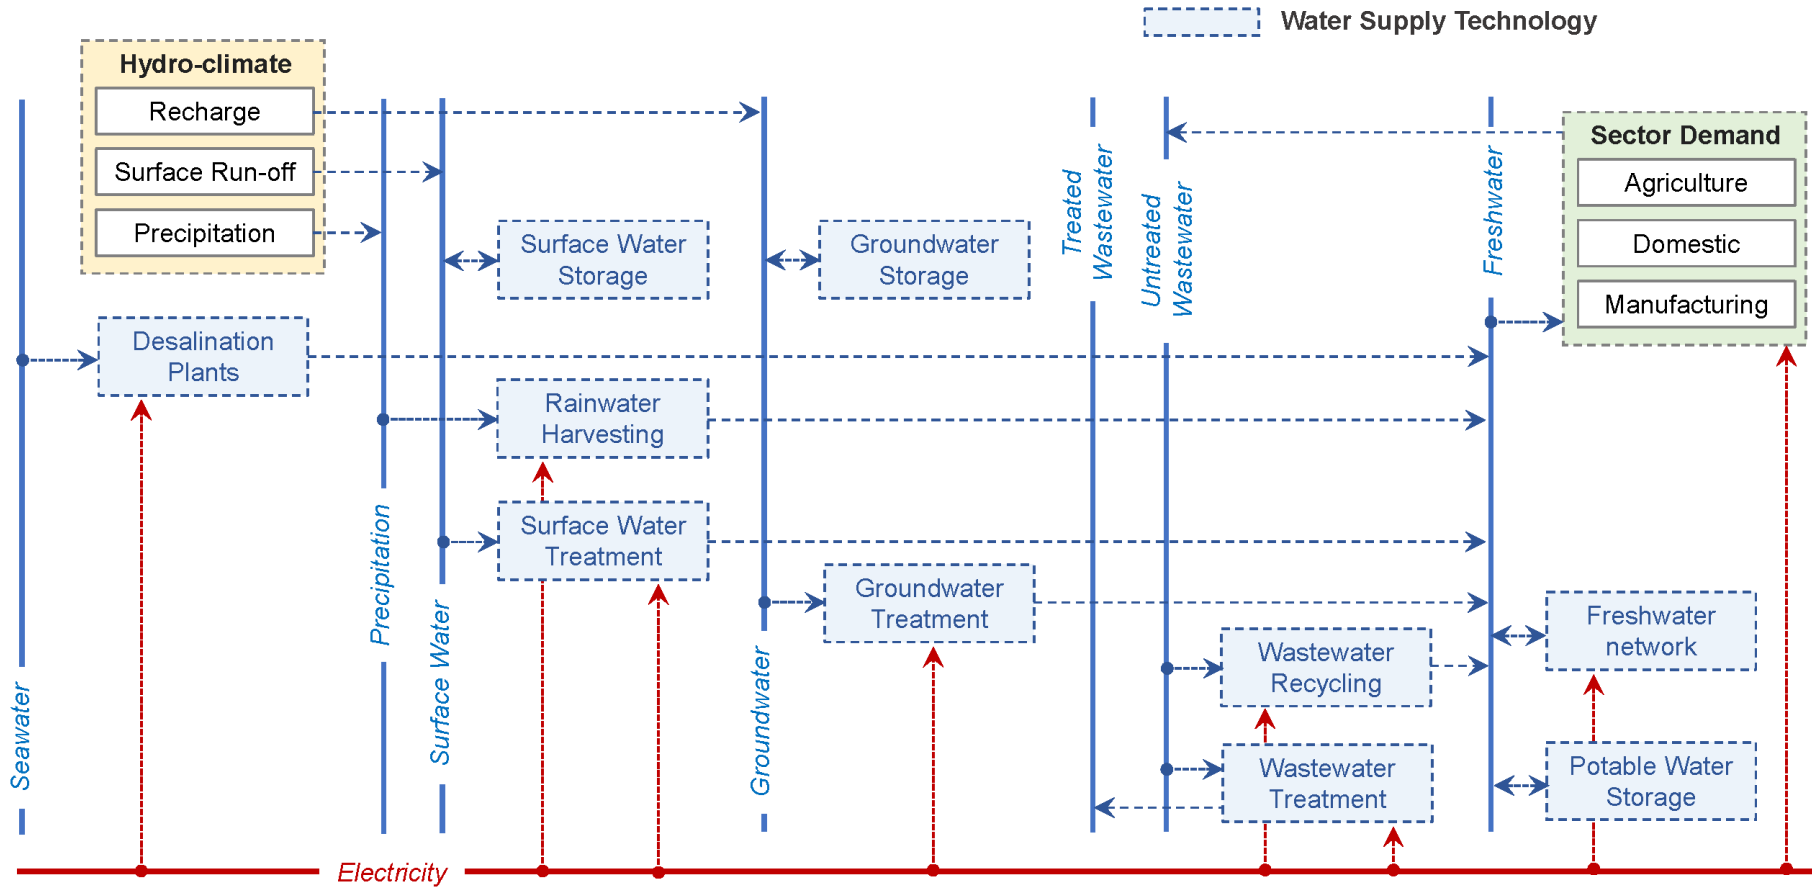 Water Supply Technology
Hydro-climate
Recharge
Surface Run-off
Precipitation
Sector Demand
Agriculture
Domestic
Manufacturing
Surface Water
Storage
Groundwater
Storage
Treated
Wastewater
Untreated
Wastewater
Freshwater
Desalination
Plants
Rainwater
Harvesting
Surface Water
Treatment
Groundwater
Treatment
Precipitation
Surface Water
Groundwater
Seawater
Wastewater
Recycling
Freshwater
network
Wastewater
Treatment
Potable Water
Storage
Electricity